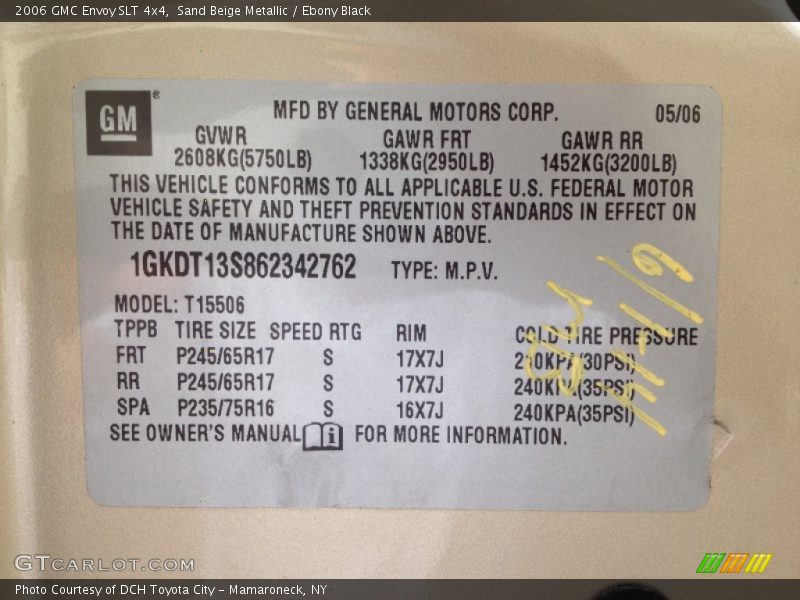 2006 GMC Envoy SLT 4x4, Sand Beige Metallic / Ebony Black
GM
MFD BY GENERAL MOTORS CORP. 05/06
GVWR GAWR FRT GAWR RR
2608KG(5750LB) 1338KG(2950LB) 1452KG(3200LB)
THIS VEHICLE CONFORMS TO ALL APPLICABLE U.S. FEDERAL MOTOR
VEHICLE SAFETY AND THEFT PREVENTION STANDARDS IN EFFECT ON
THE DATE OF MANUFACTURE SHOWN ABOVE.
1GKDT13S862342762 TYPE: M.P.V.
MODEL: T15506
TPPB TIRE SIZE SPEED RTG RIM COLD TIRE PRESSURE
FRT P245/65R17 S 17X7J 210KPA(30PSI)
RR P245/65R17 S 17X7J 240KPA(35PSI)
SPA P235/75R16 S 16X7J 240KPA(35PSI)
SEE OWNER'S MANUAL FOR MORE INFORMATION.
GTCARLOT.COM
Photo Courtesy of DCH Toyota City - Mamaroneck, NY